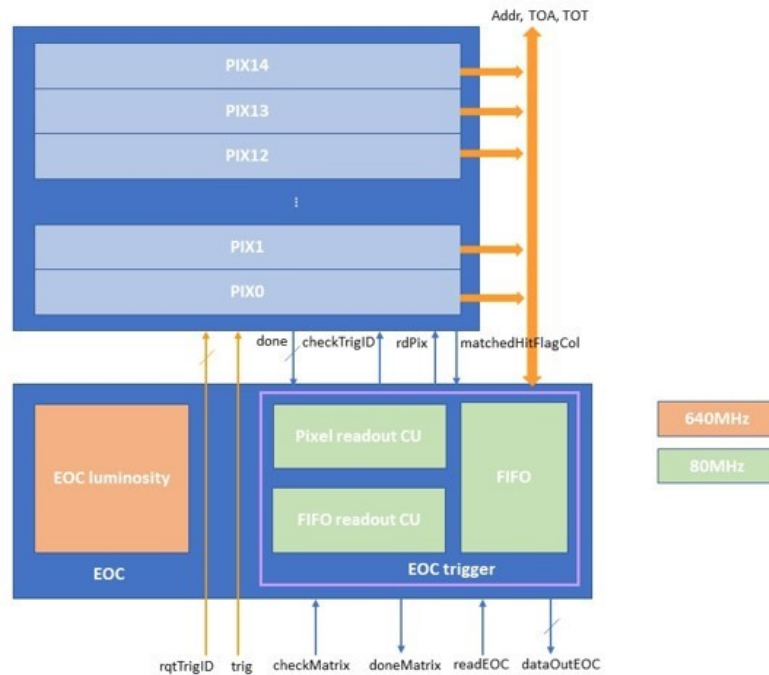 Addr, TOA, TOT
PIX14
PIX13
PIX12
...
PIX1
PIX0
done
checkTrigID
rdPix
matchedHitFlagCol
Pixel readout CU
FIFO
640MHz
EOC luminosity
80MHz
FIFO readout CU
EOC
EOC trigger
rqtTrigID
trig
checkMatrix
doneMatrix
readEOC
dataOutEOC